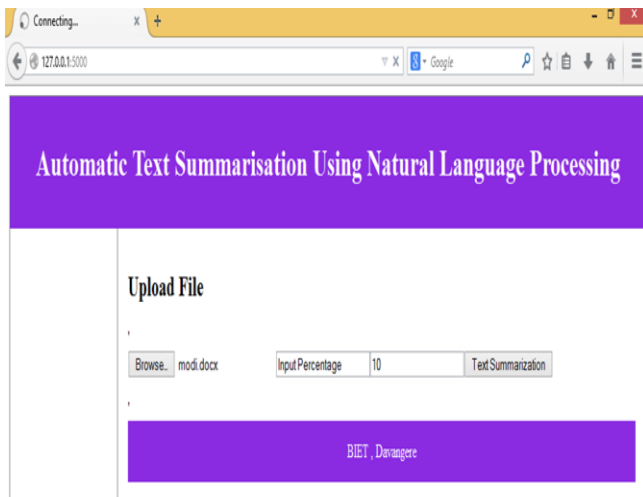 Connecting...
127.0.0.1:5000
Google
Automatic Text Summarisation Using Natural Language Processing
Upload File
,
Browse.. modi.docx Input Percentage 10 Text Summarization
,
BIET , Davangere